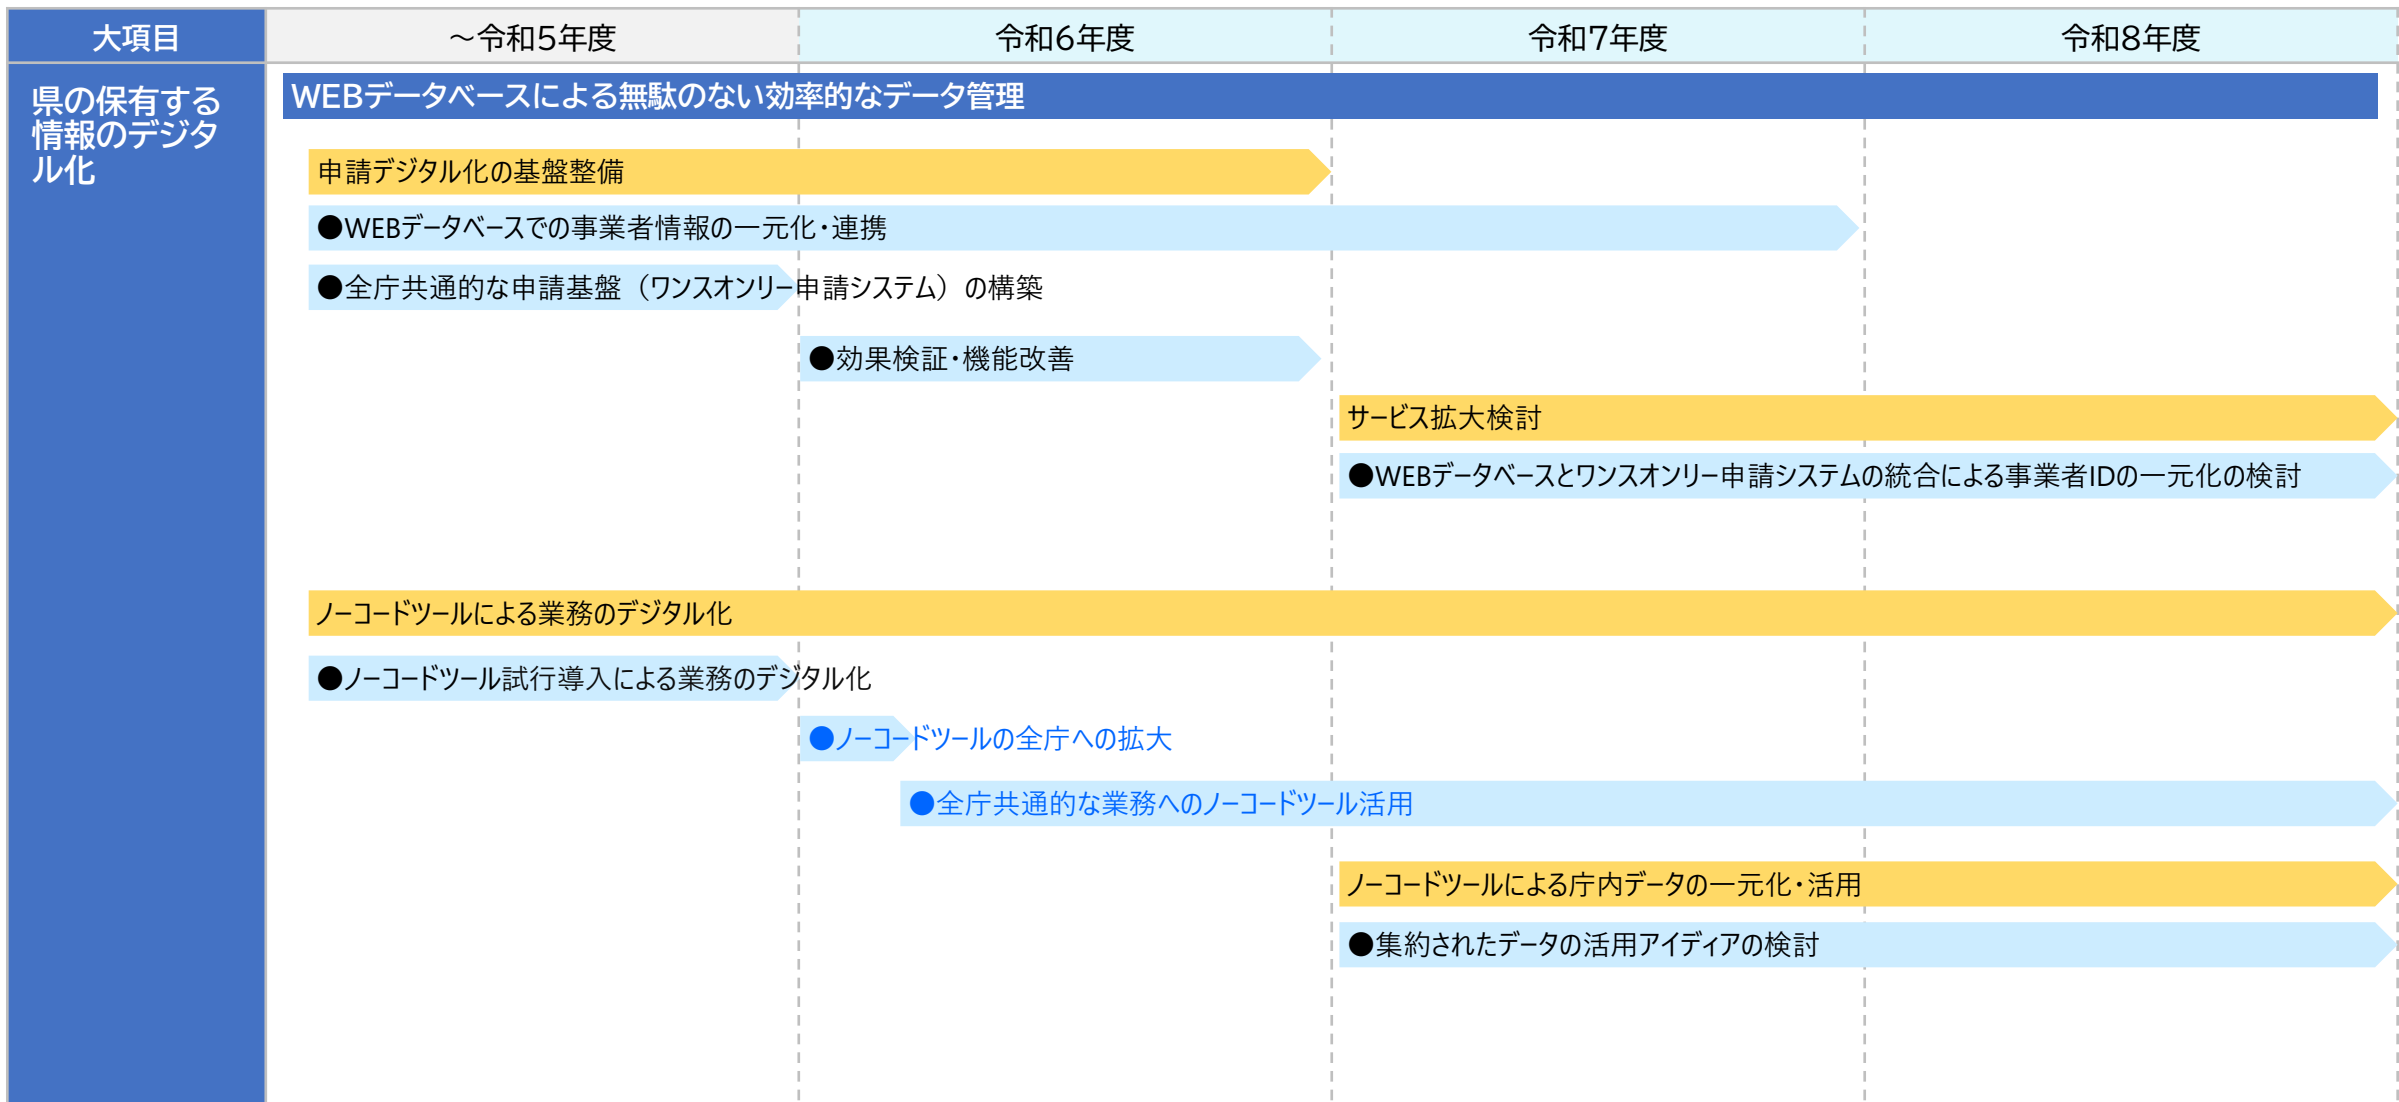 大項目
～令和5年度
令和6年度
令和7年度
令和8年度
県の保有する
情報のデジタ
ル化
WEBデータベースによる無駄のない効率的なデータ管理
申請デジタル化の基盤整備
●WEBデータベースでの事業者情報の一元化・連携
●全庁共通的な申請基盤（ワンスオンリー申請システム）の構築
●効果検証・機能改善
サービス拡大検討
●WEBデータベースとワンスオンリー申請システムの統合による事業者IDの一元化の検討
ノーコードツールによる業務のデジタル化
●ノーコードツール試行導入による業務のデジタル化
●ノーコードツールの全庁への拡大
●全庁共通的な業務へのノーコードツール活用
ノーコードツールによる庁内データの一元化・活用
●集約されたデータの活用アイディアの検討